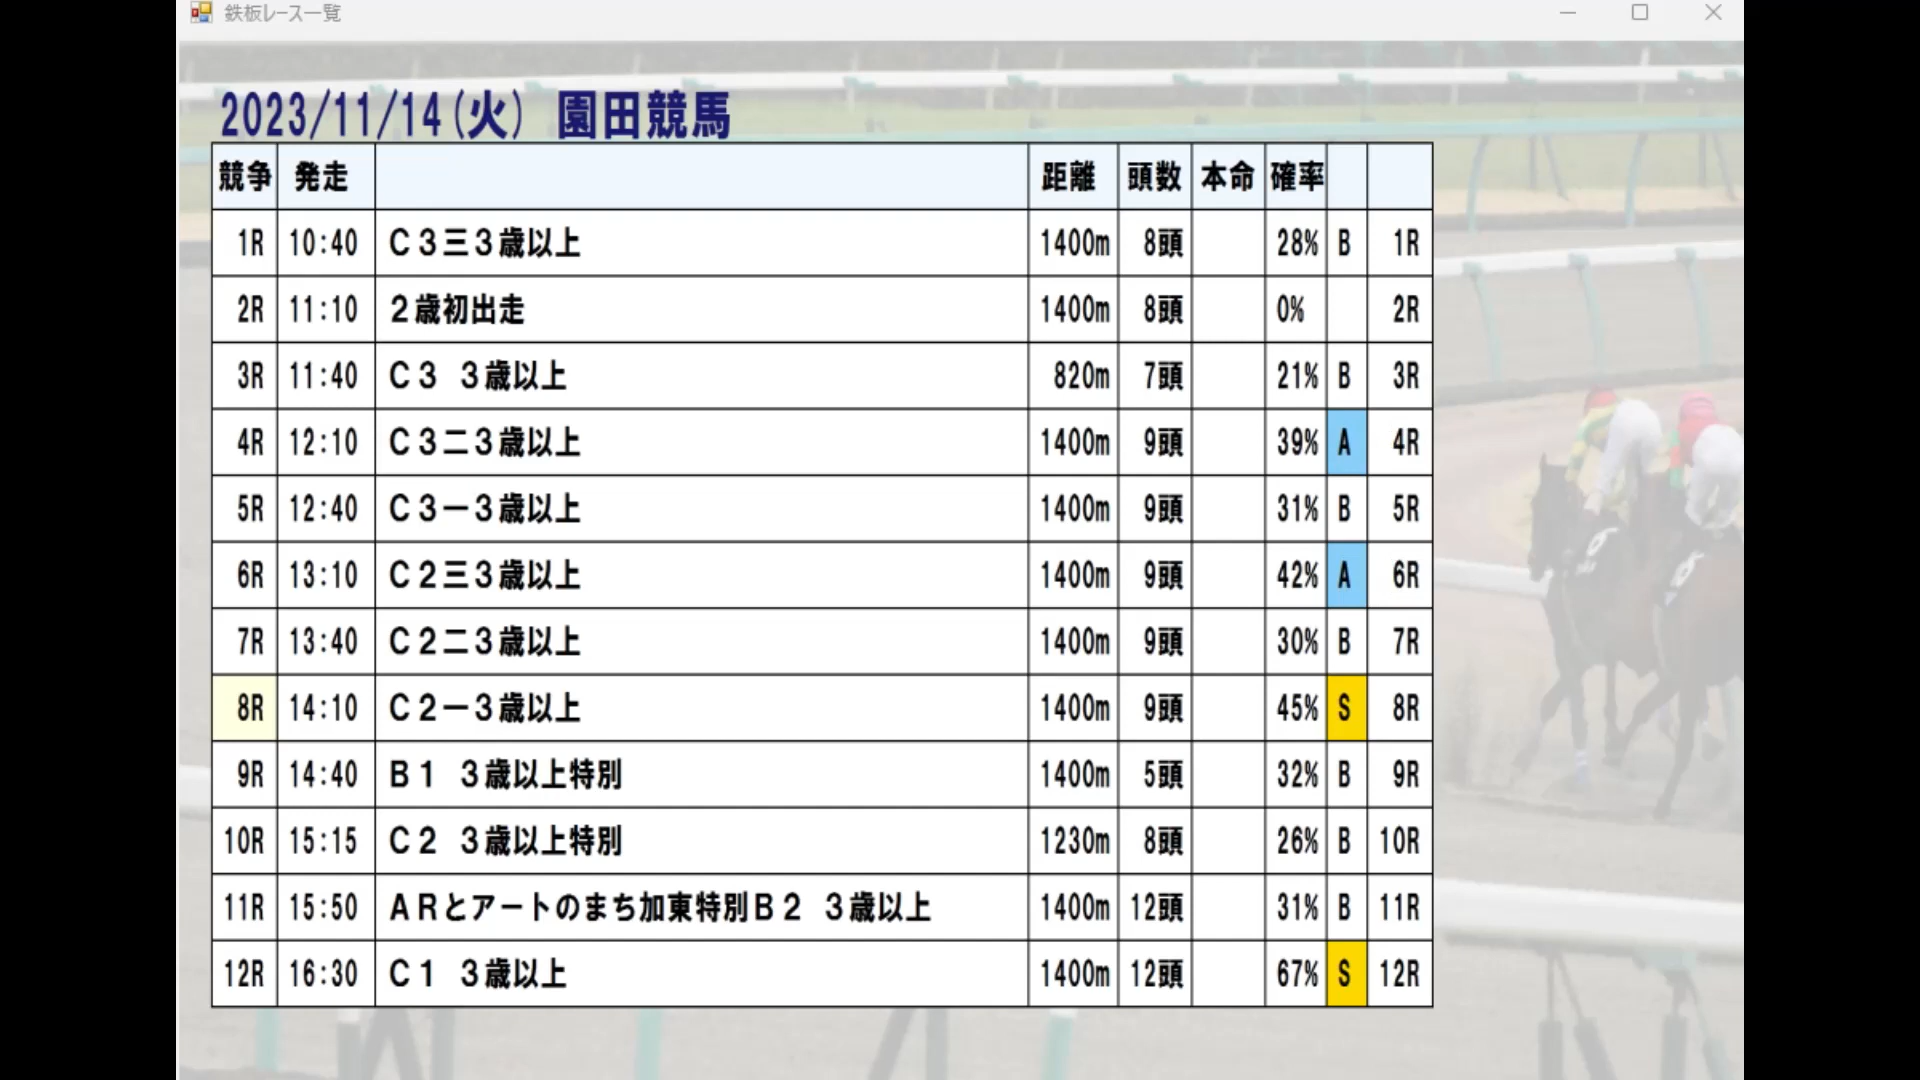 鉄板レース一覧
2023/11/14(火) 園田競馬
競争 発走 距離 頭数 本命 確率
1R 10:40 C3三3歳以上 1400m 8頭 28% B 1R
2R 11:10 2歳初出走 1400m 8頭 0% 2R
3R 11:40 C3 3歳以上 820m 7頭 21% B 3R
4R 12:10 C3二3歳以上 1400m 9頭 39% A 4R
5R 12:40 C3一3歳以上 1400m 9頭 31% B 5R
6R 13:10 C2三3歳以上 1400m 9頭 42% A 6R
7R 13:40 C2二3歳以上 1400m 9頭 30% B 7R
8R 14:10 C2一3歳以上 1400m 9頭 45% S 8R
9R 14:40 B1 3歳以上特別 1400m 5頭 32% B 9R
10R 15:15 C2 3歳以上特別 1230m 8頭 26% B 10R
11R 15:50 ARとアートのまち加東特別B2 3歳以上 1400m 12頭 31% B 11R
12R 16:30 C1 3歳以上 1400m 12頭 67% S 12R